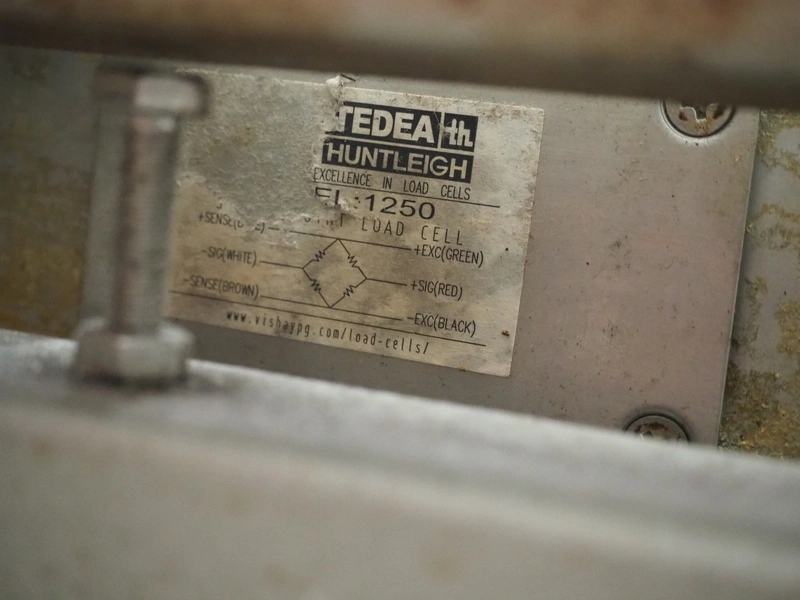 TEDEA th
HUNTLEIGH
EXCELLENCE IN LOAD CELLS
EL:1250
LOAD CELL
+EXC(GREEN)
-SIG(WHITE)
+SIG(RED)
-SENSE(BROWN)
-EXC(BLACK)
www.vishaypg.com/load-cells/